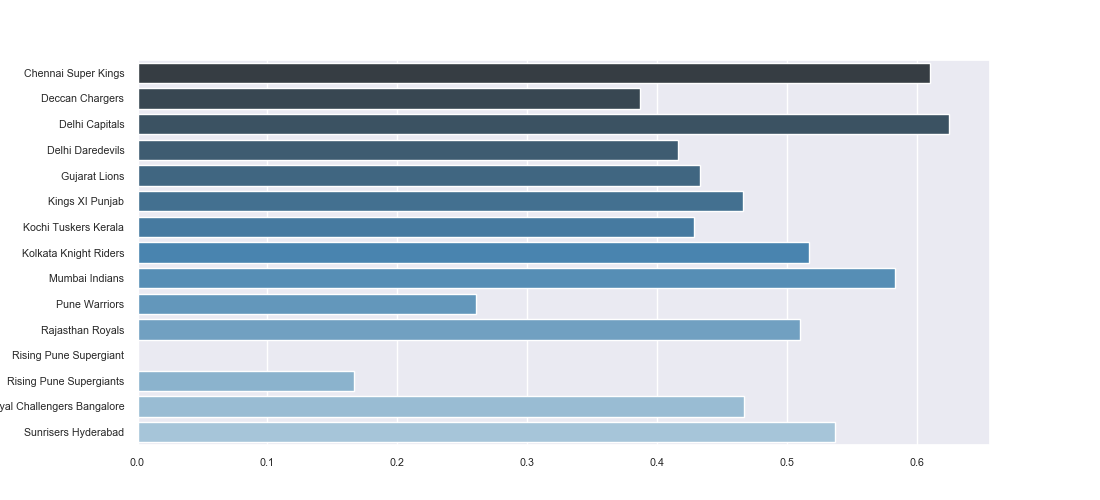 Chennai Super Kings
Deccan Chargers
Delhi Capitals
Delhi Daredevils
Gujarat Lions
Kings XI Punjab
Kochi Tuskers Kerala
Kolkata Knight Riders
Mumbai Indians
Pune Warriors
Rajasthan Royals
Rising Pune Supergiant
Rising Pune Supergiants
yal Challengers Bangalore
Sunrisers Hyderabad
0.0 0.1 0.2 0.3 0.4 0.5 0.6